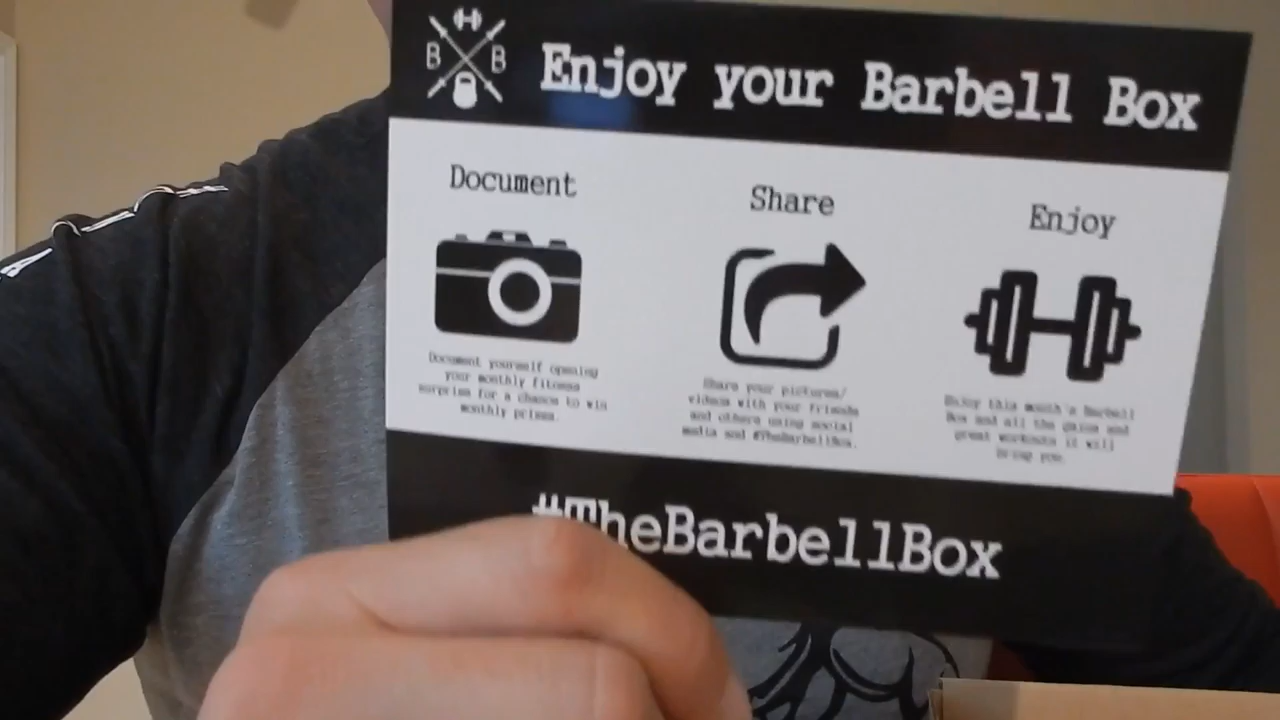 B B
Enjoy your Barbell Box
Document
Share
Enjoy
Document yourself opening
your monthly fitness
surprise for a chance to win
monthly prizes.
Share your pictures/
videos with your friends
and others using social
media and #TheBarbellBox.
Enjoy this month's Barbell
Box and all the gains and
great workouts it will
bring you.
#TheBarbellBox